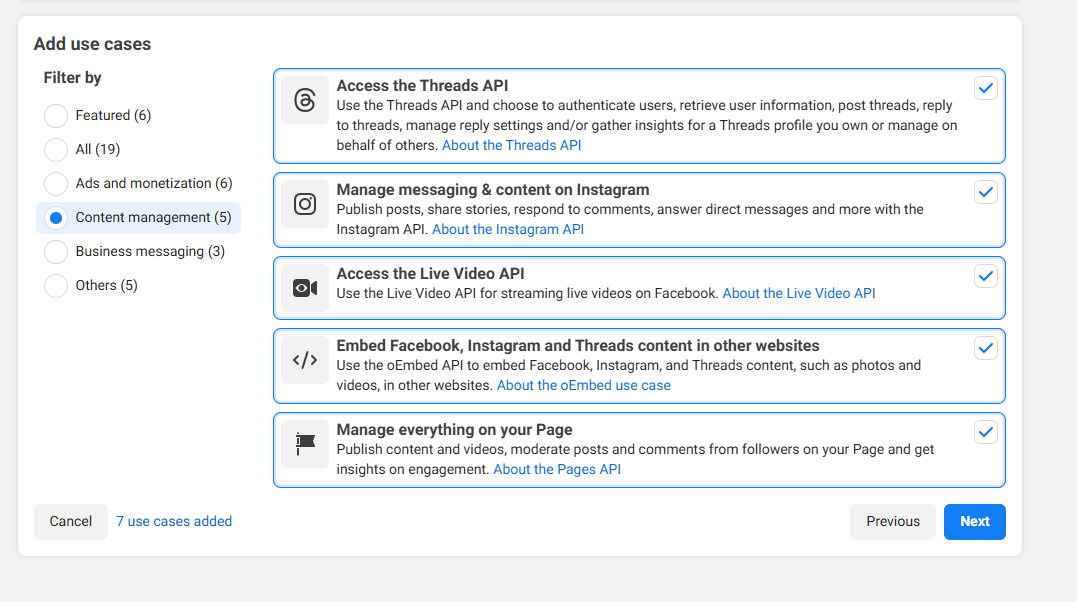 Add use cases
Filter by
Featured (6)
All (19)
Ads and monetization (6)
Content management (5)
Business messaging (3)
Others (5)
Access the Threads API
Use the Threads API and choose to authenticate users, retrieve user information, post threads, reply
to threads, manage reply settings and/or gather insights for a Threads profile you own or manage on
behalf of others. About the Threads API
Manage messaging & content on Instagram
Publish posts, share stories, respond to comments, answer direct messages and more with the
Instagram API. About the Instagram API
Access the Live Video API
Use the Live Video API for streaming live videos on Facebook. About the Live Video API
Embed Facebook, Instagram and Threads content in other websites
Use the oEmbed API to embed Facebook, Instagram, and Threads content, such as photos and
videos, in other websites. About the oEmbed use case
Manage everything on your Page
Publish content and videos, moderate posts and comments from followers on your Page and get
insights on engagement. About the Pages API
Cancel
7 use cases added
Previous
Next